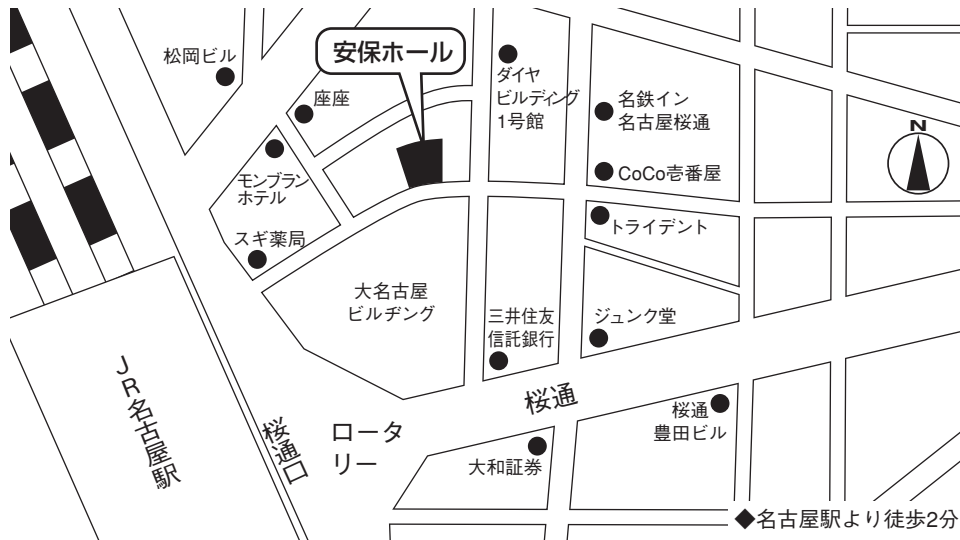 松岡ビル
安保ホール
座座
ダイヤ
ビルディング
1号館
名鉄イン
名古屋桜通
CoCo壱番屋
N
モンブラン
ホテル
スギ薬局
トライデント
大名古屋
ビルヂング
三井住友
信託銀行
ジュンク堂
JR名古屋駅
桜通口
ロータ
リー
桜通
桜通
豊田ビル
大和証券
◆名古屋駅より徒歩2分